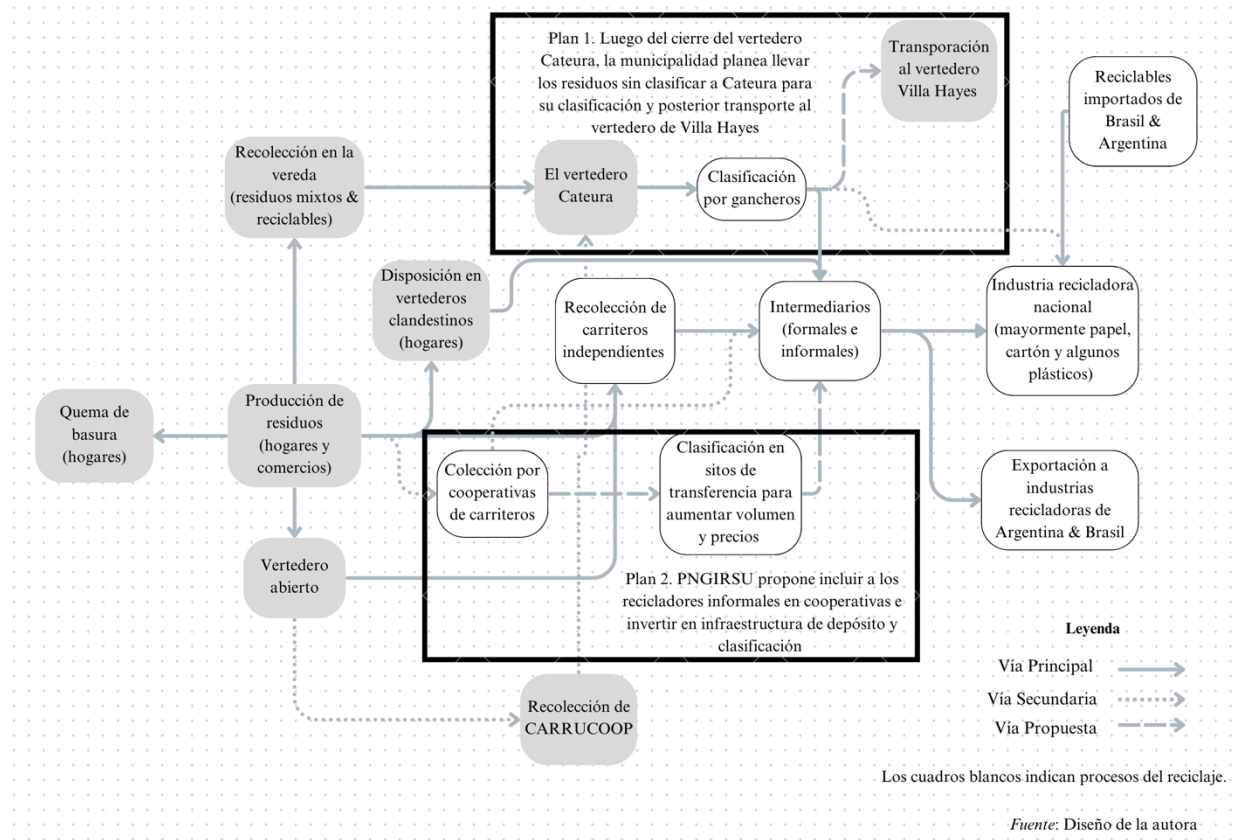 Plan 1. Luego del cierre del vertedero
Cateura, la municipalidad planea llevar
los residuos sin clasificar a Cateura para
su clasificación y posterior transporte al
vertedero de Villa Hayes
Transporación
al vertedero
Villa Hayes
Reciclables
importados de
Brasil &
Argentina
Recolección en la
vereda
(residuos mixtos &
reciclables)
El vertedero
Cateura
Clasificación
por gancheros
Disposición en
vertederos
clandestinos
(hogares)
Recolección de
carriteros
independientes
Intermediarios
(formales e
informales)
Industria recicladora
nacional
(mayormente papel,
cartón y algunos
plásticos)
Quema de
basura
(hogares)
Producción de
residuos
(hogares y
comercios)
Colección por
cooperativas
de carriteros
Clasificación en
sitos de
transferencia para
aumentar volumen
y precios
Exportación a
industrias
recicladoras de
Argentina & Brasil
Vertedero
abierto
Plan 2. PNGIRSU propone incluir a los
recicladores informales en cooperativas e
invertir en infraestructura de depósito y
clasificación
Recolección de
CARRUCOOP
Leyenda
Vía Principal
Vía Secundaria
Vía Propuesta
Los cuadros blancos indican procesos del reciclaje.
Fuente: Diseño de la autora